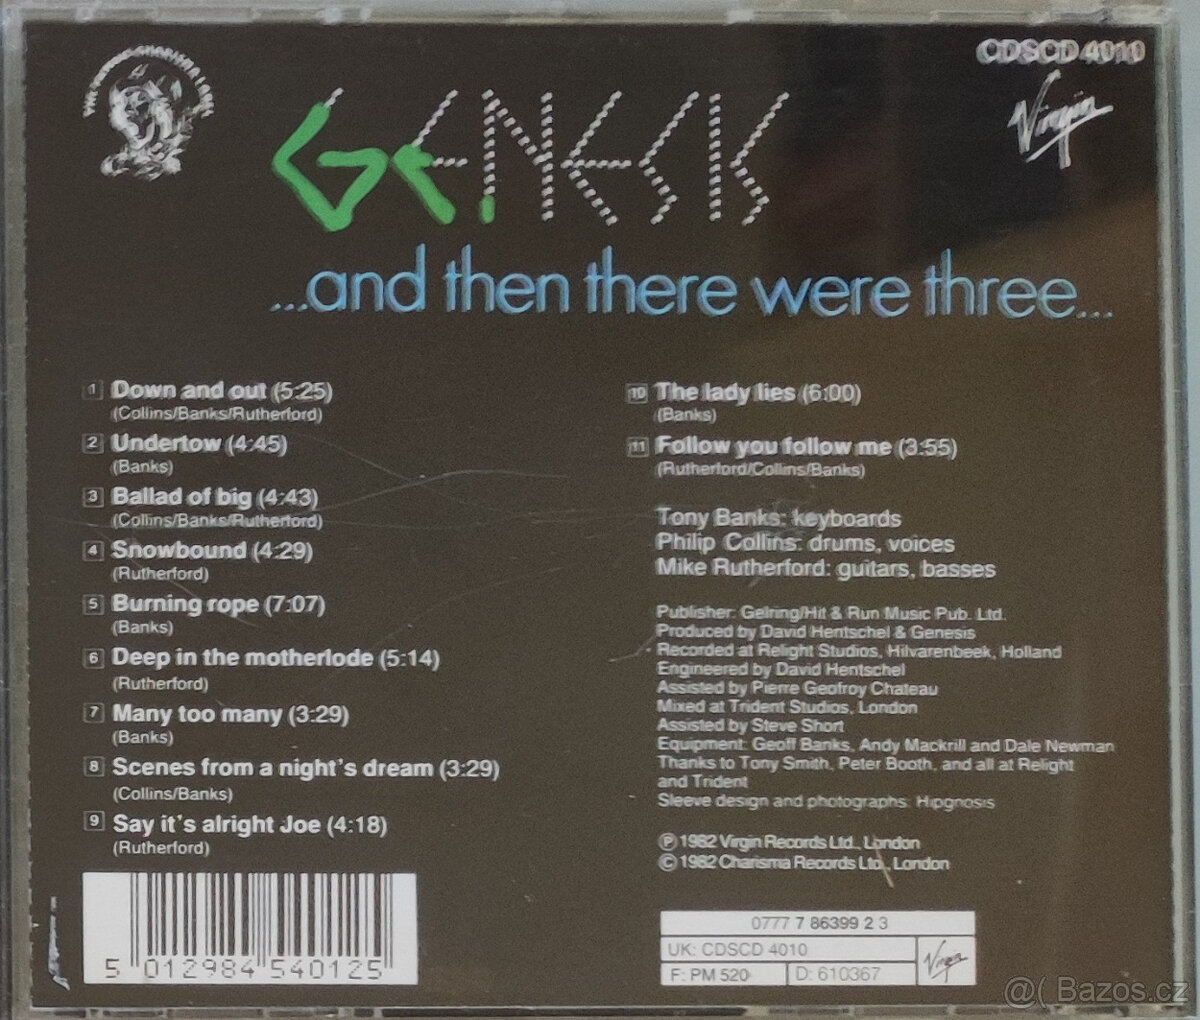 THE FAMOUS CHARISMA LABEL
CDSCD 4010
Virgin
GENESIS
...and then there were three...
1 Down and out (5:25)
(Collins/Banks/Rutherford)
2 Undertow (4:45)
(Banks)
3 Ballad of big (4:43)
(Collins/Banks/Rutherford)
4 Snowbound (4:29)
(Rutherford)
5 Burning rope (7:07)
(Banks)
6 Deep in the motherlode (5:14)
(Rutherford)
7 Many too many (3:29)
(Banks)
8 Scenes from a night's dream (3:29)
(Collins/Banks)
9 Say it's alright Joe (4:18)
(Rutherford)
10 The lady lies (6:00)
(Banks)
11 Follow you follow me (3:55)
(Rutherford/Collins/Banks)
Tony Banks: keyboards
Philip Collins: drums, voices
Mike Rutherford: guitars, basses
Publisher: Gelring/Hit & Run Music Pub. Ltd.
Produced by David Hentschel & Genesis
Recorded at Relight Studios, Hilvarenbeek, Holland
Engineered by David Hentschel
Assisted by Pierre Geofroy Chateau
Mixed at Trident Studios, London
Assisted by Steve Short
Equipment: Geoff Banks, Andy Mackrill and Dale Newman
Thanks to Tony Smith, Peter Booth, and all at Relight
and Trident
Sleeve design and photographs: Hipgnosis
℗ 1982 Virgin Records Ltd., London
© 1982 Charisma Records Ltd., London
5 012984 540125
0777 7 86399 2 3
UK: CDSCD 4010
F: PM 520
D: 610367
Virgin
@( Bazos.cz